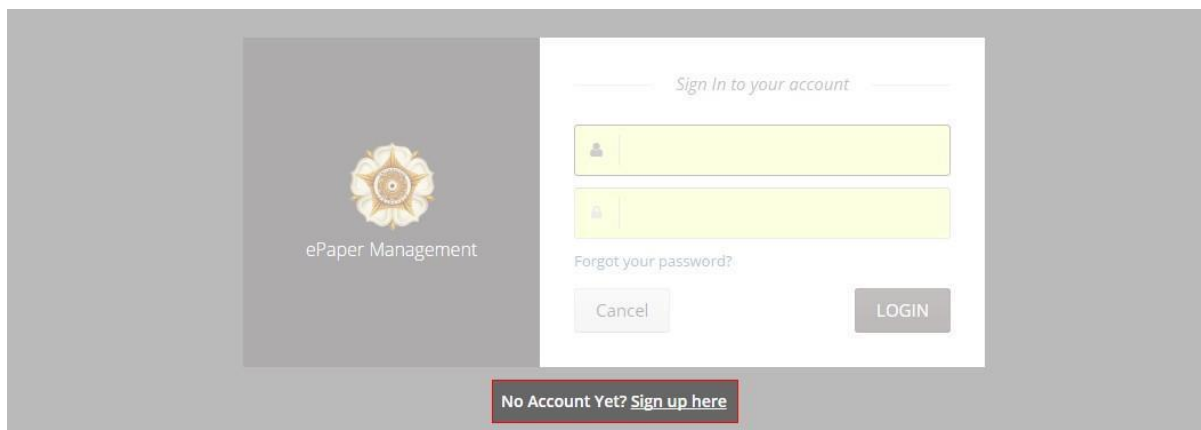 Sign In to your account
ePaper Management
Forgot your password?
Cancel
LOGIN
No Account Yet? Sign up here